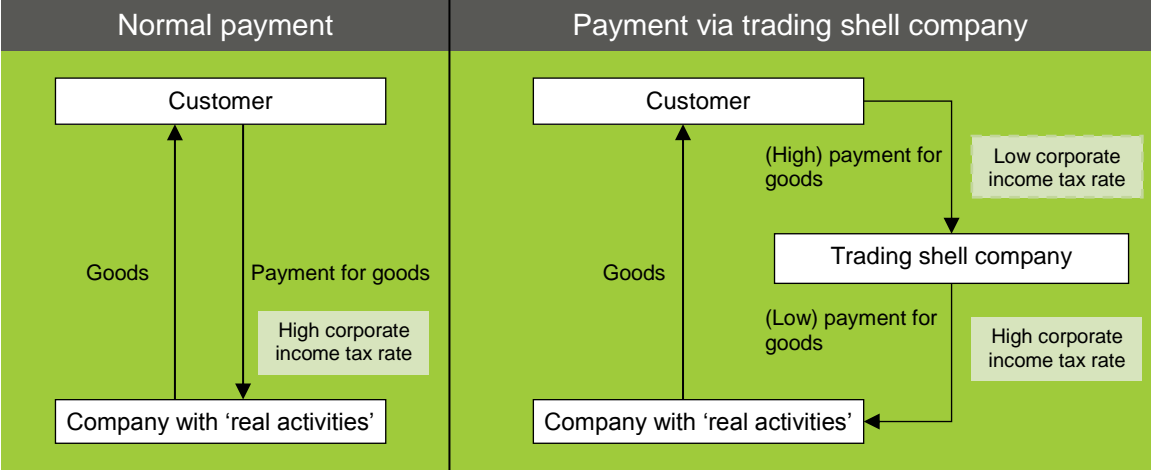 Normal payment
Customer
Goods
Payment for goods
High corporate
income tax rate
Company with ‘real activities’
Payment via trading shell company
Customer
(High) payment for
goods
Low corporate
income tax rate
Trading shell company
Goods
(Low) payment for
goods
High corporate
income tax rate
Company with ‘real activities’